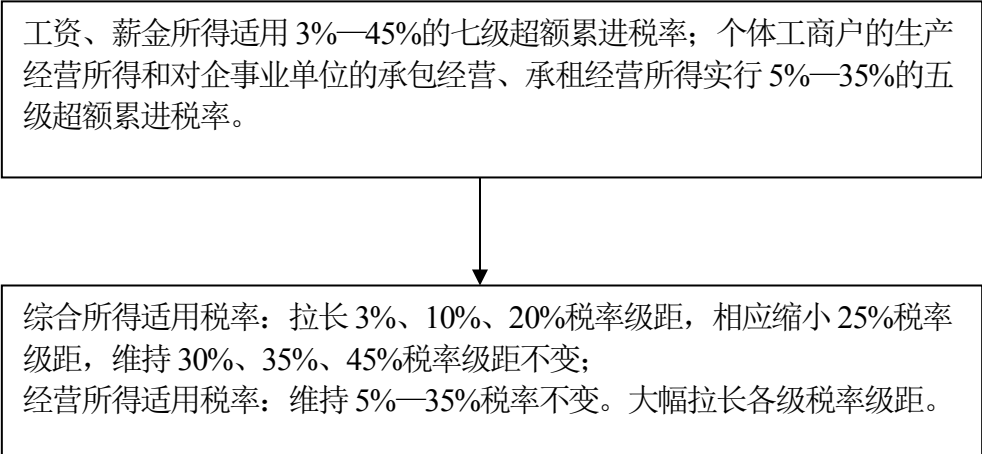 工资、薪金所得适用 3%—45%的七级超额累进税率；个体工商户的生产
经营所得和对企事业单位的承包经营、承租经营所得实行 5%—35%的五
级超额累进税率。
综合所得适用税率：拉长 3%、10%、20%税率级距，相应缩小 25%税率
级距，维持 30%、35%、45%税率级距不变；
经营所得适用税率：维持 5%—35%税率不变。大幅拉长各级税率级距。